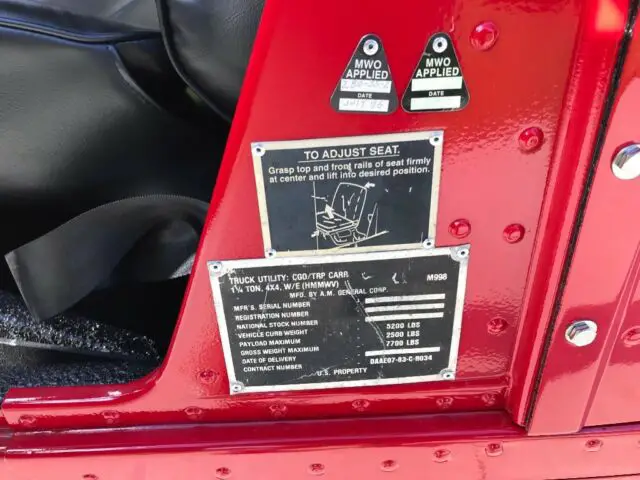 MWO
APPLIED
DATE
MWO
APPLIED
DATE
TO ADJUST SEAT.
Grasp top and front rails of seat firmly
at center and lift into desired position.
TRUCK UTILITY: CGD/TRP CARR M998
1¼ TON, 4X4, W/E (HMMWV)
MFD. BY A.M. GENERAL CORP.
MFR'S. SERIAL NUMBER
REGISTRATION NUMBER
NATIONAL STOCK NUMBER
VEHICLE CURB WEIGHT 5200 LBS
PAYLOAD MAXIMUM 2500 LBS
GROSS WEIGHT MAXIMUM 7700 LBS
DATE OF DELIVERY
CONTRACT NUMBER DAAE07-83-C-R034
U.S. PROPERTY